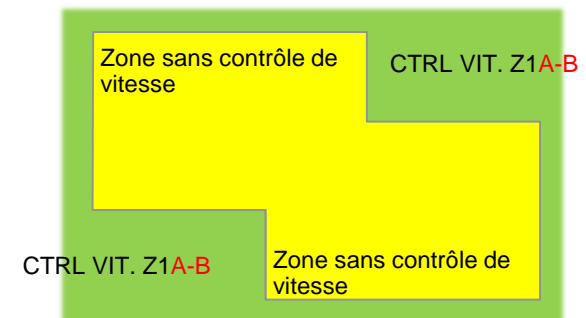 Zone sans contrôle de
vitesse
CTRL VIT. Z1A-B
CTRL VIT. Z1A-B
Zone sans contrôle de
vitesse